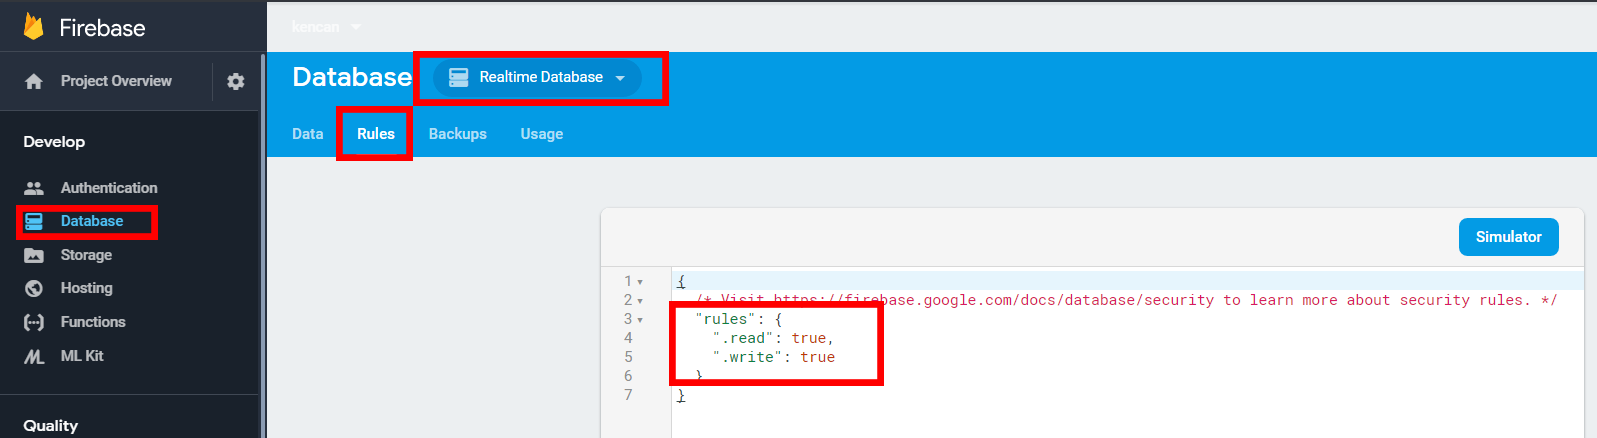 Firebase
kencan
Project Overview
Database
Realtime Database
Data
Rules
Backups
Usage
Develop
Authentication
Database
Storage
Hosting
Functions
ML Kit
Quality
Simulator
1 {
2 /* Visit https://firebase.google.com/docs/database/security to learn more about security rules. */
3 "rules": {
4 ".read": true,
5 ".write": true
6 }
7 }